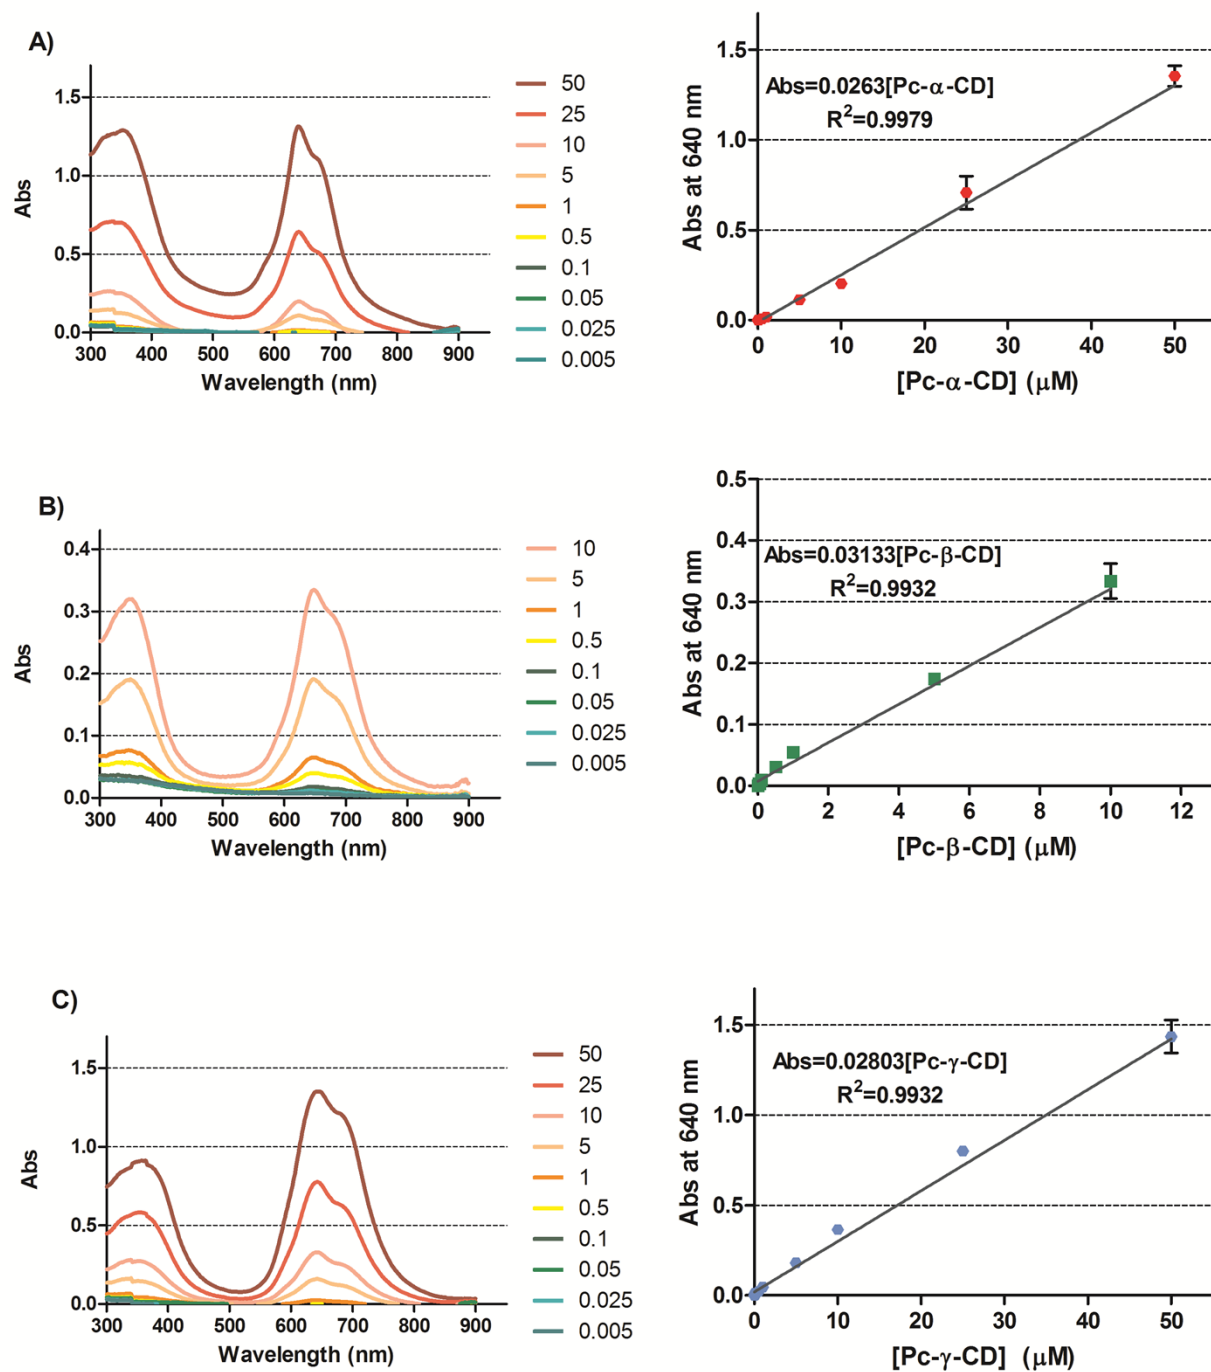 A)
Abs
1.5
1.0
0.5
0.0
300 400 500 600 700 800 900
Wavelength (nm)
50
25
10
5
1
0.5
0.1
0.05
0.025
0.005
Abs at 640 nm
1.5
1.0
0.5
0.0
Abs=0.0263[Pc-α-CD]
R²=0.9979
0 10 20 30 40 50
[Pc-α-CD] (μM)
B)
Abs
0.4
0.3
0.2
0.1
0.0
300 400 500 600 700 800 900
Wavelength (nm)
10
5
1
0.5
0.1
0.05
0.025
0.005
Abs at 640 nm
0.5
0.4
0.3
0.2
0.1
0.0
Abs=0.03133[Pc-β-CD]
R²=0.9932
0 2 4 6 8 10 12
[Pc-β-CD] (μM)
C)
Abs
1.5
1.0
0.5
0.0
300 400 500 600 700 800 900
Wavelength (nm)
50
25
10
5
1
0.5
0.1
0.05
0.025
0.005
Abs at 640 nm
1.5
1.0
0.5
0.0
Abs=0.02803[Pc-γ-CD]
R²=0.9932
0 10 20 30 40 50
[Pc-γ-CD] (μM)